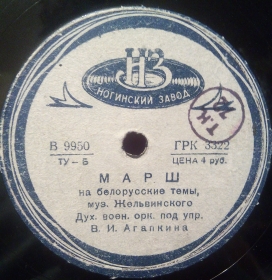 НЗ
НОГИНСКИЙ ЗАВОД
В 9950
ГРК 3322
ТУ — Б
ЦЕНА 4 руб.
МАРШ
на белорусские темы,
муз. Жельвинского
Дух. воен. орк. под упр.
В. И. Агапкина